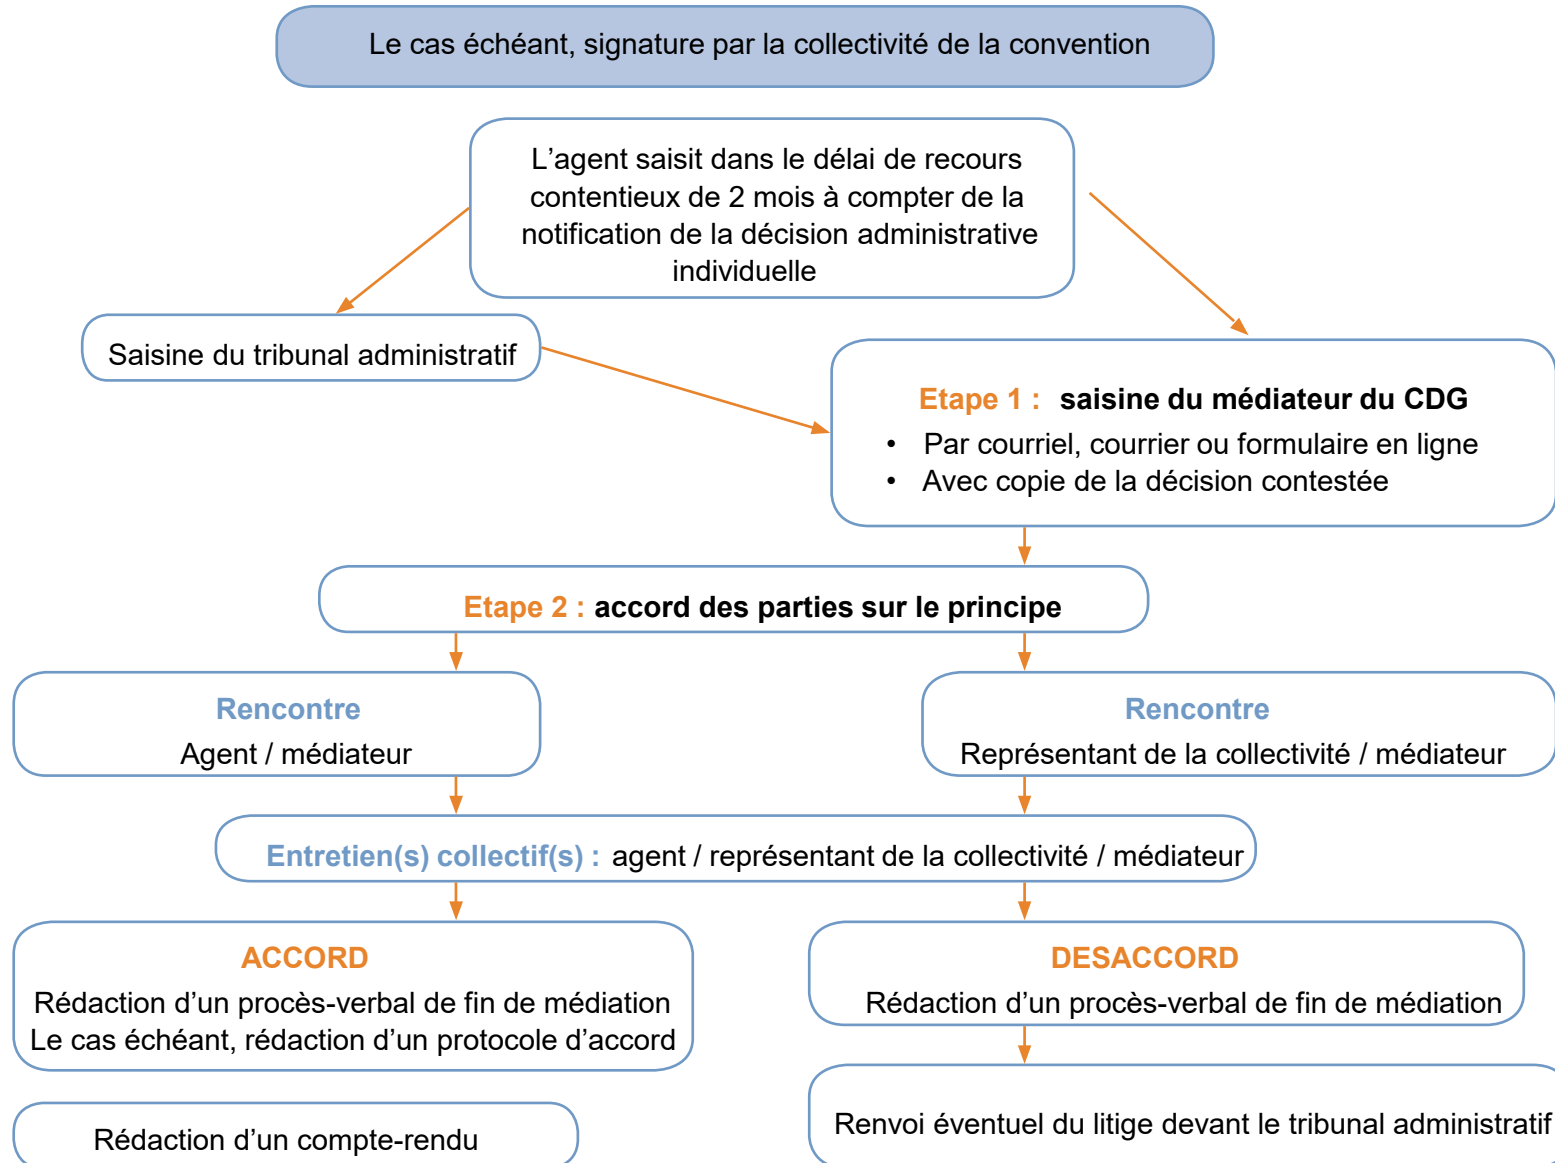 Le cas échéant, signature par la collectivité de la convention
L’agent saisit dans le délai de recours
contentieux de 2 mois à compter de la
notification de la décision administrative
individuelle
Saisine du tribunal administratif
Etape 1 : saisine du médiateur du CDG
• Par courriel, courrier ou formulaire en ligne
• Avec copie de la décision contestée
Etape 2 : accord des parties sur le principe
Rencontre
Agent / médiateur
Rencontre
Représentant de la collectivité / médiateur
Entretien(s) collectif(s) : agent / représentant de la collectivité / médiateur
ACCORD
Rédaction d’un procès-verbal de fin de médiation
Le cas échéant, rédaction d’un protocole d’accord
DESACCORD
Rédaction d’un procès-verbal de fin de médiation
Rédaction d’un compte-rendu
Renvoi éventuel du litige devant le tribunal administratif